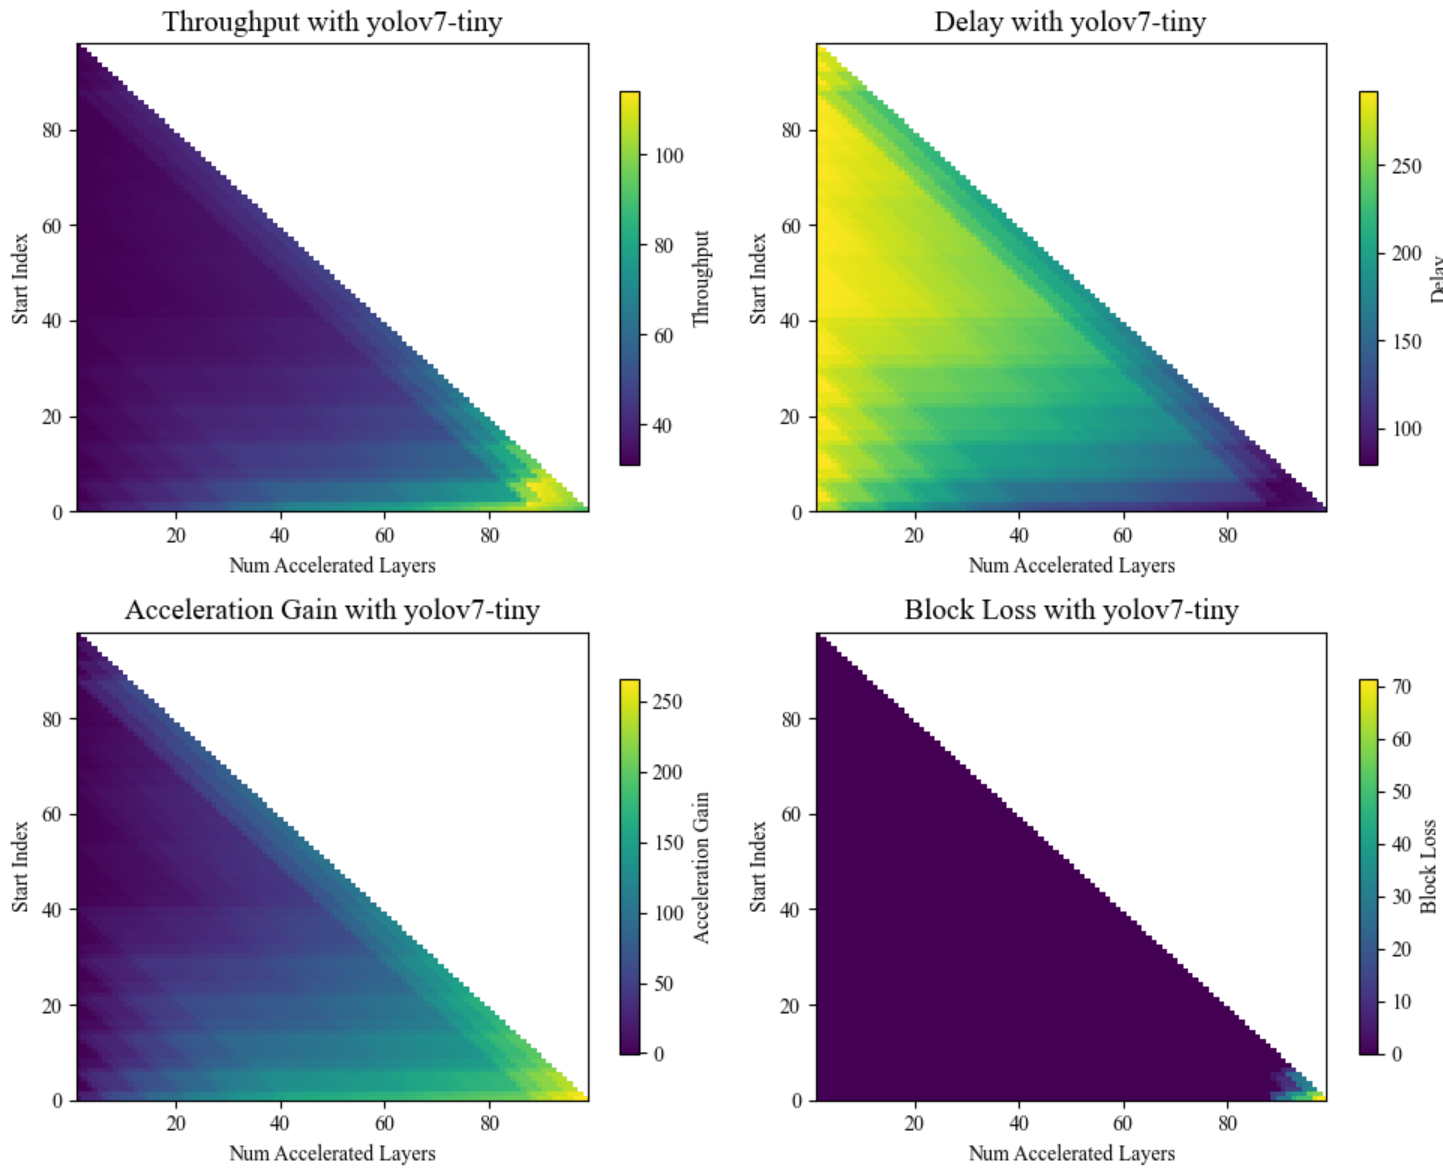 Throughput with yolov7-tiny
Start Index
80
60
40
20
0
20 40 60 80
Num Accelerated Layers
100
80
60
40
Throughput
Delay with yolov7-tiny
Start Index
80
60
40
20
0
20 40 60 80
Num Accelerated Layers
250
200
150
100
Delay
Acceleration Gain with yolov7-tiny
Start Index
80
60
40
20
0
20 40 60 80
Num Accelerated Layers
250
200
150
100
50
0
Acceleration Gain
Block Loss with yolov7-tiny
Start Index
80
60
40
20
0
20 40 60 80
Num Accelerated Layers
70
60
50
40
30
20
10
0
Block Loss